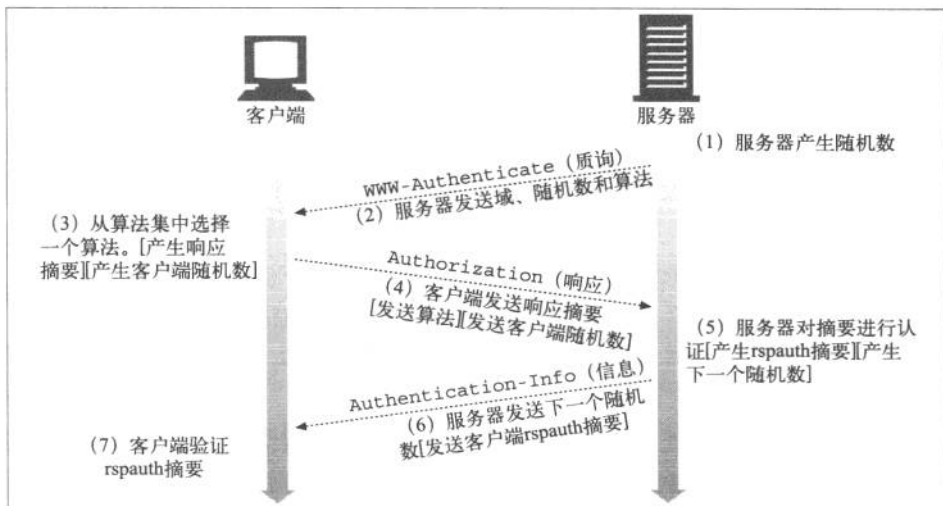 客户端
服务器
(1) 服务器产生随机数
WWW-Authenticate (质询)
(2) 服务器发送域、随机数和算法
(3) 从算法集中选择
一个算法。[产生响应
摘要][产生客户端随机数]
Authorization (响应)
(4) 客户端发送响应摘要
[发送算法][发送客户端随机数]
(5) 服务器对摘要进行认
证[产生rspauth摘要][产生
下一个随机数]
Authentication-Info (信息)
(6) 服务器发送下一个随机
数[发送客户端rspauth摘要]
(7) 客户端验证
rspauth摘要